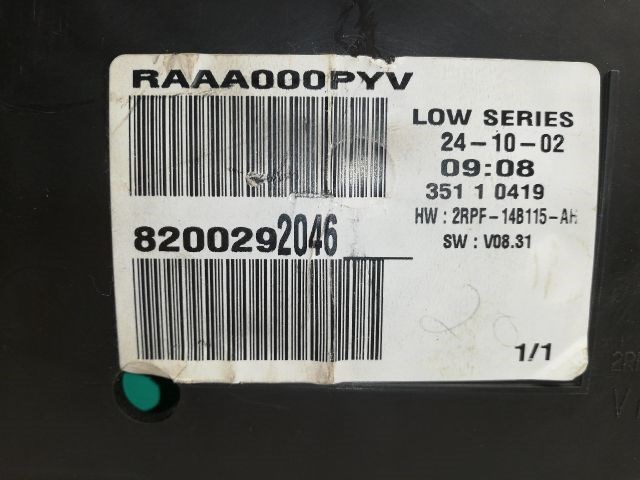 RAAA000PYV
LOW SERIES
24-10-02
09:08
351 1 0419
HW : 2RPF-14B115-AH
SW : V08.31
8200292046
1/1